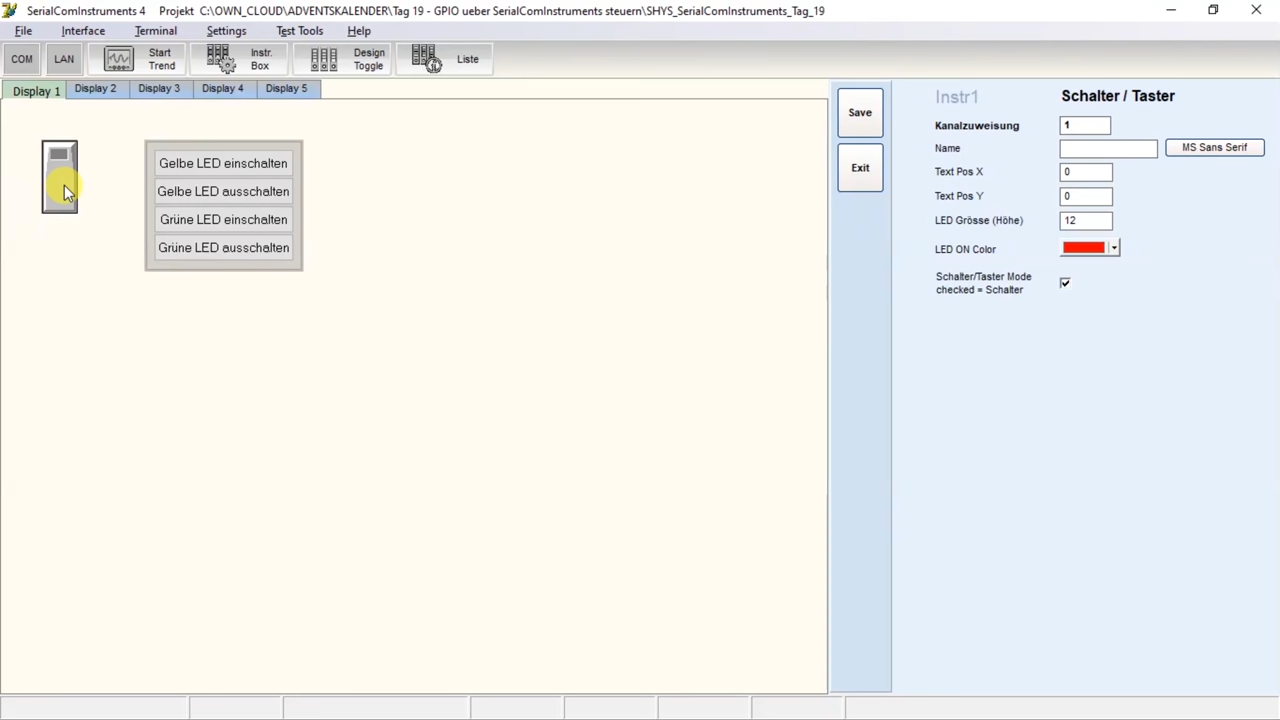 SerialComInstruments 4 Projekt C:\OWN_CLOUD\ADVENTSKALENDER\Tag 19 - GPIO ueber SerialComInstruments steuern\SHYS_SerialComInstruments_Tag_19
File Interface Terminal Settings Test Tools Help
COM LAN Start Trend Instr. Box Design Toggle Liste
Display 1 Display 2 Display 3 Display 4 Display 5
Gelbe LED einschalten
Gelbe LED ausschalten
Grüne LED einschalten
Grüne LED ausschalten
Save
Exit
Instr1 Schalter / Taster
Kanalzuweisung 1
Name MS Sans Serif
Text Pos X 0
Text Pos Y 0
LED Grösse (Höhe) 12
LED ON Color
Schalter/Taster Mode
checked = Schalter